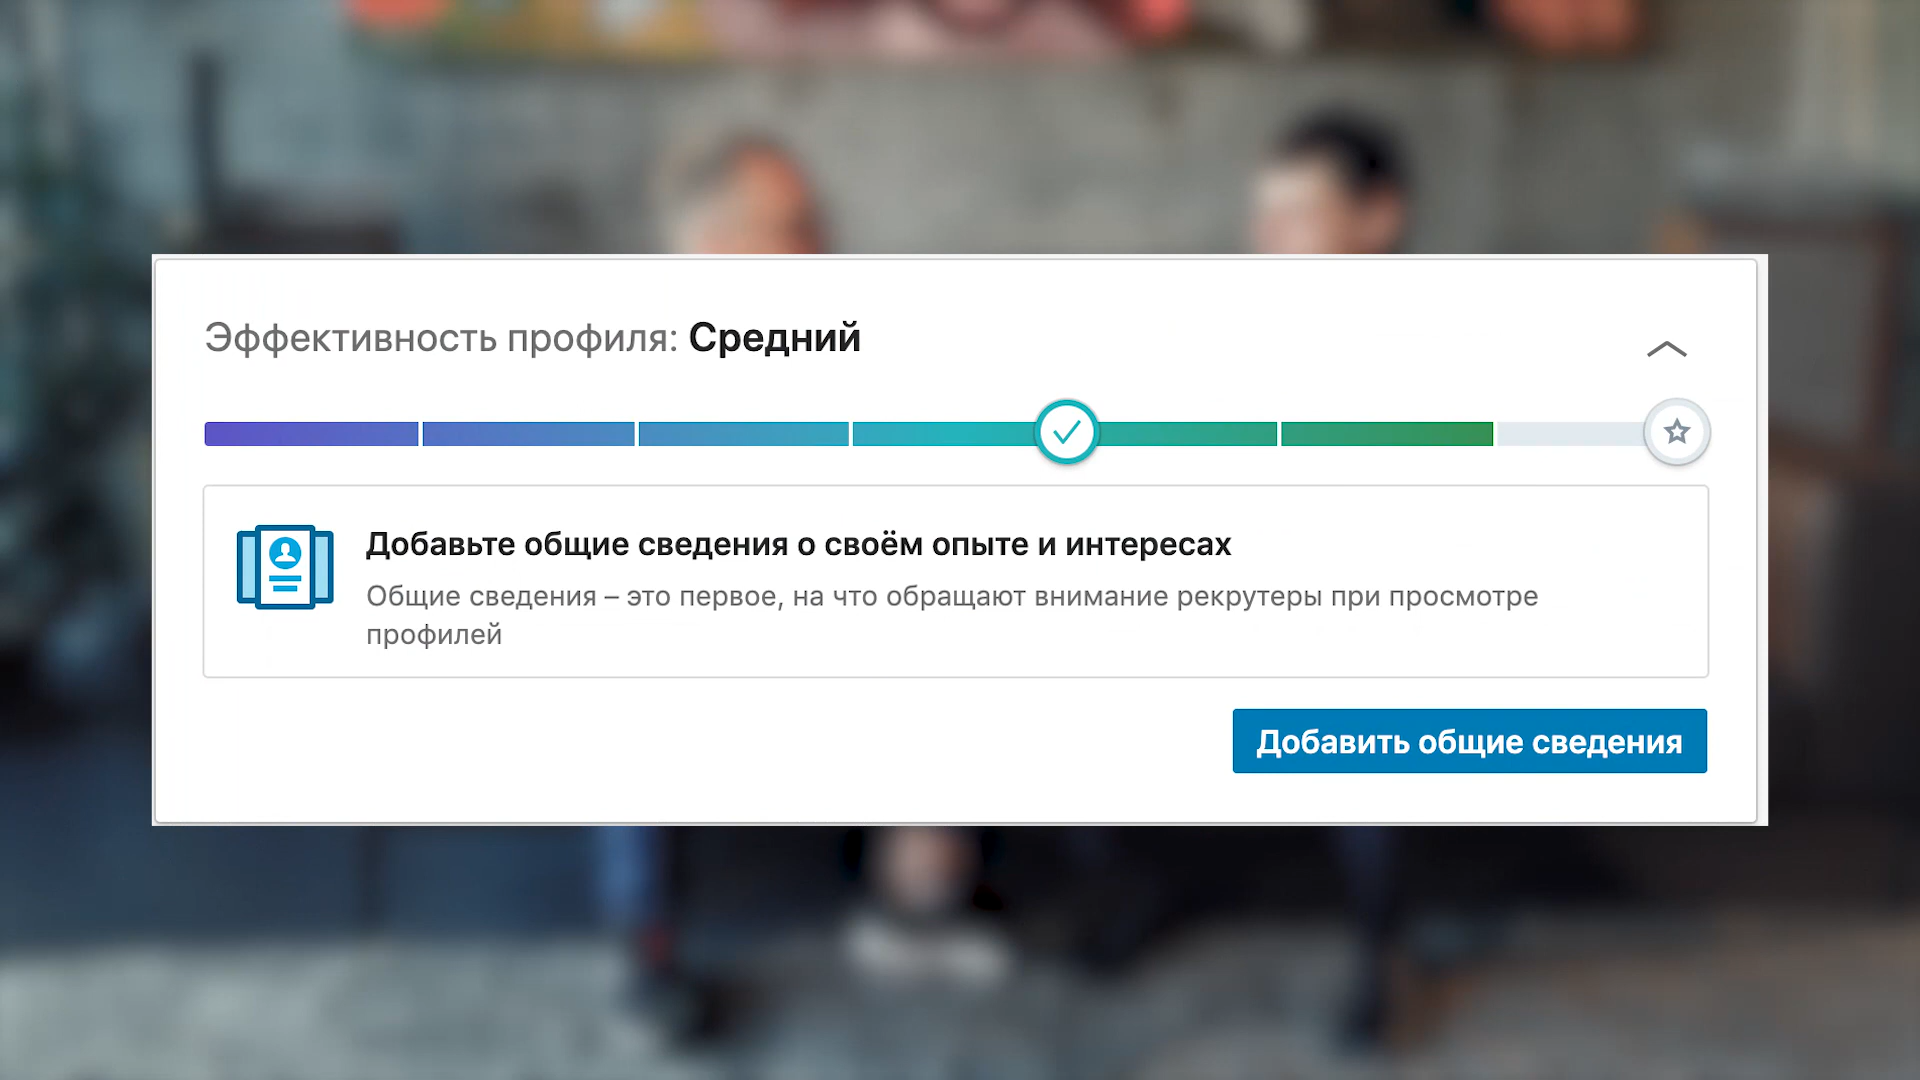 Эффективность профиля: Средний
Добавьте общие сведения о своём опыте и интересах
Общие сведения – это первое, на что обращают внимание рекрутеры при просмотре
профилей
Добавить общие сведения